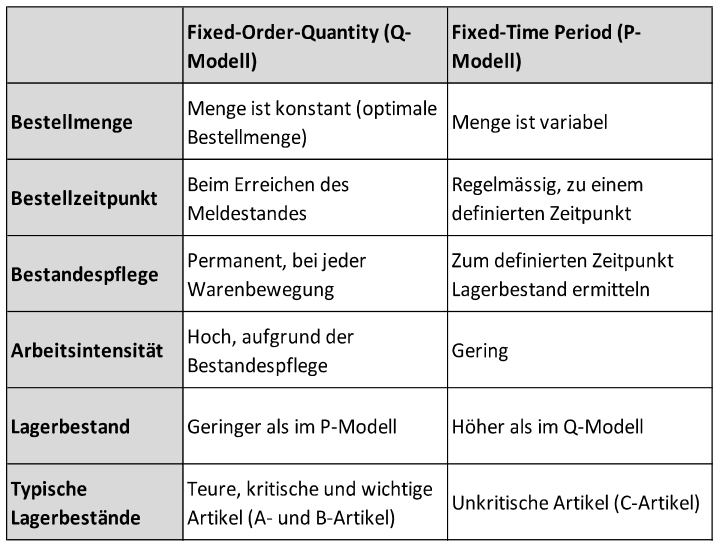 Fixed-Order-Quantity (Q-
Modell)
Fixed-Time Period (P-
Modell)
Bestellmenge
Menge ist konstant (optimale
Bestellmenge)
Menge ist variabel
Bestellzeitpunkt
Beim Erreichen des
Meldestandes
Regelmässig, zu einem
definierten Zeitpunkt
Bestandespflege
Permanent, bei jeder
Warenbewegung
Zum definierten Zeitpunkt
Lagerbestand ermitteln
Arbeitsintensität
Hoch, aufgrund der
Bestandespflege
Gering
Lagerbestand
Geringer als im P-Modell
Höher als im Q-Modell
Typische
Lagerbestände
Teure, kritische und wichtige
Artikel (A- und B-Artikel)
Unkritische Artikel (C-Artikel)